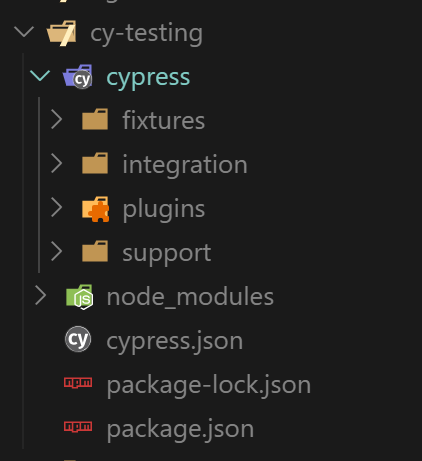 cy-testing
cypress
fixtures
integration
plugins
support
node_modules
cypress.json
package-lock.json
package.json